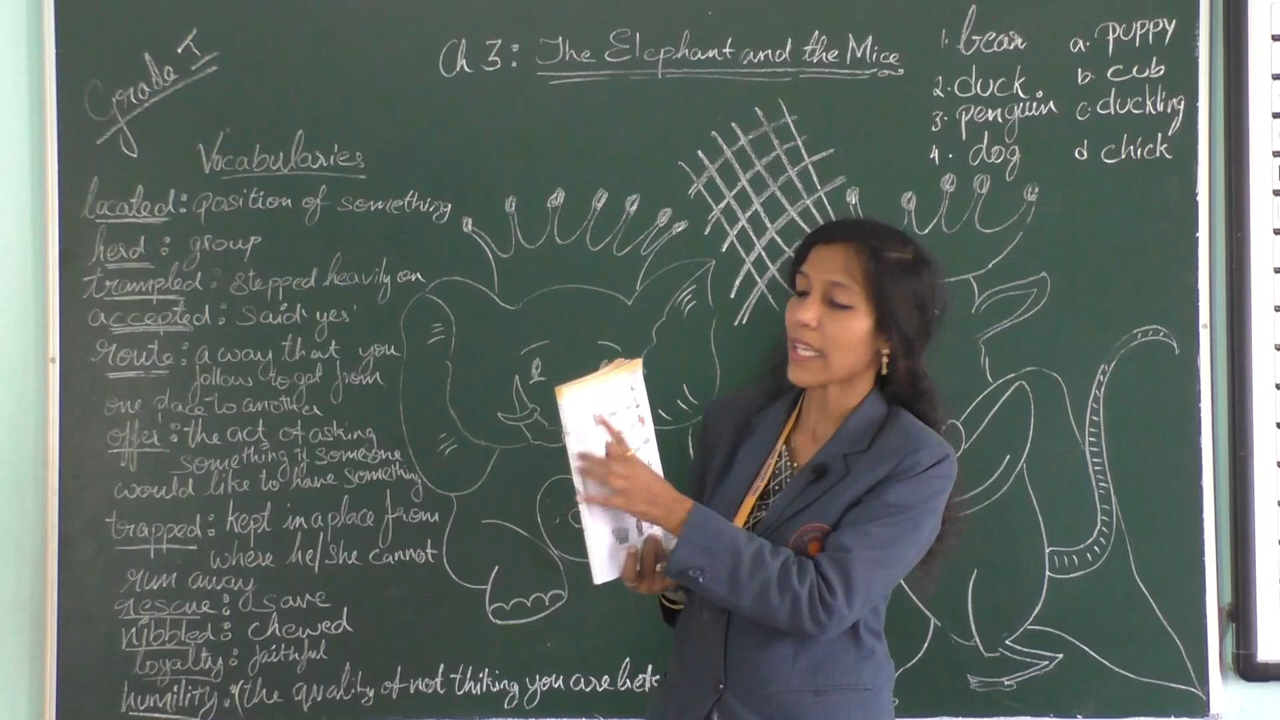 Grade I
Ch 3: The Elephant and the Mice
1. bear
2. duck.
3. penguin
4. dog
a. puppy
b. cub
c. duckling
d chick
Vocabularies
located: position of something
herd: group
trampled: stepped heavily on
accepted: said 'yes'
route: a way that you
follow to get from
one place to another
offer: the act of asking
something if someone
would like to have something
trapped: kept in a place from
where he/she cannot
run away
rescue: save
nibbled: chewed
loyalty: faithful
humility: (the quality of not thiking you are